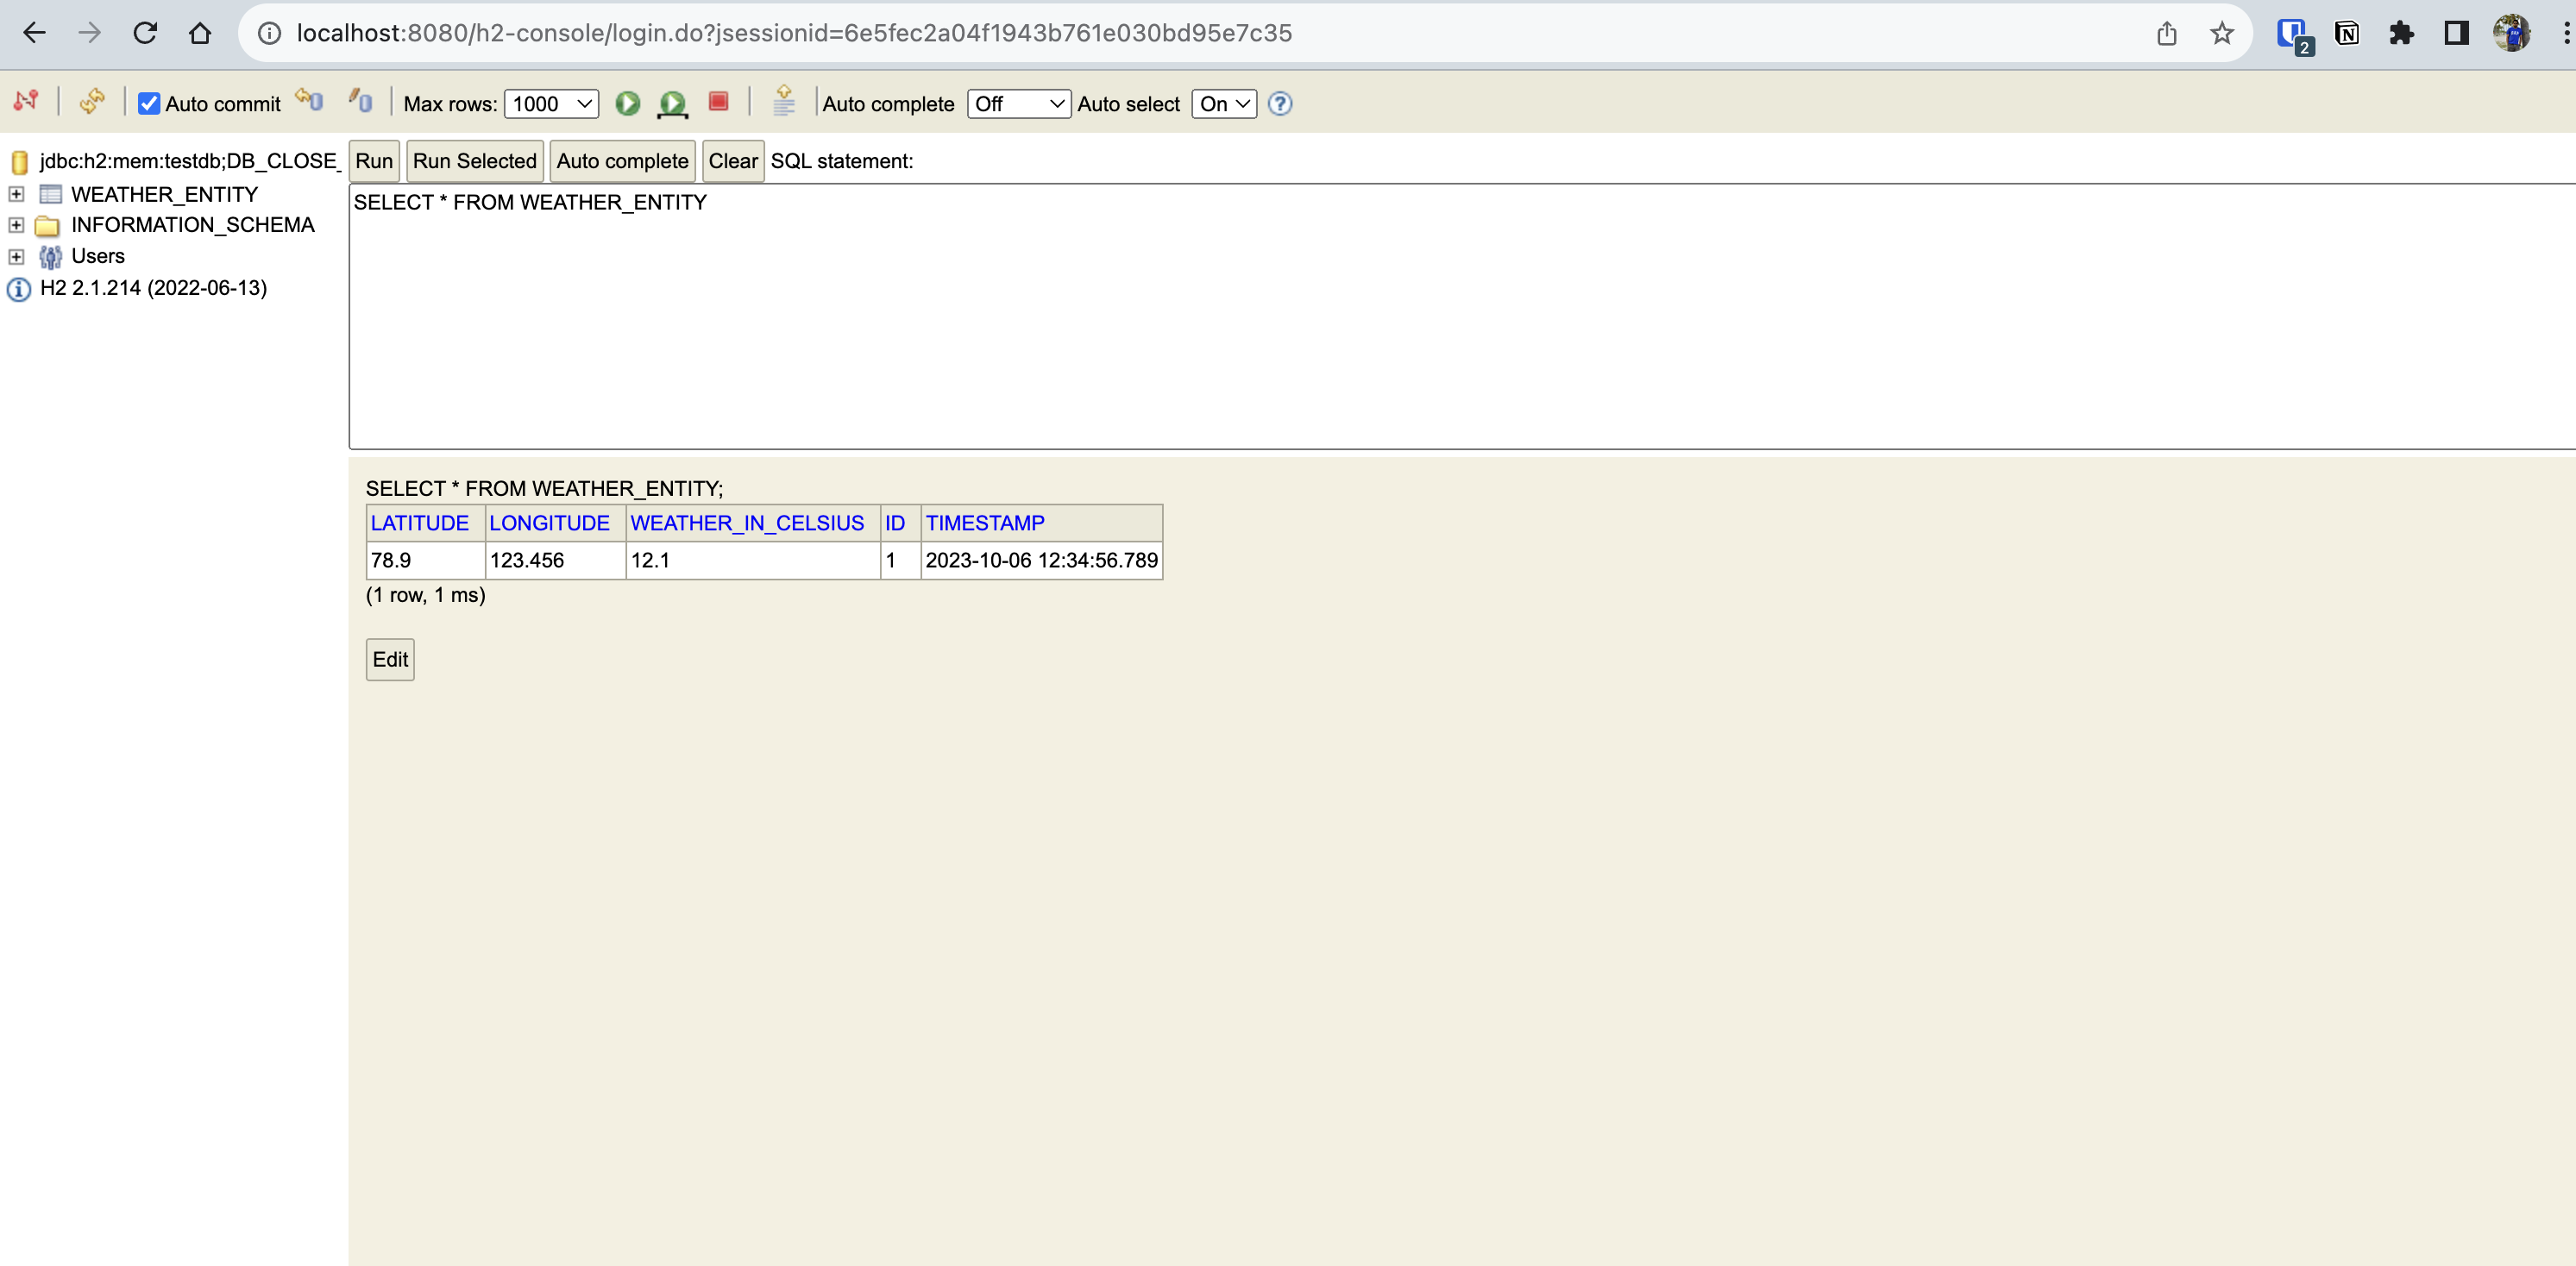 localhost:8080/h2-console/login.do?jsessionid=6e5fec2a04f1943b761e030bd95e7c35
2
N
Auto commit Max rows: 1000 Auto complete Off Auto select On ?
jdbc:h2:mem:testdb;DB_CLOSE_
WEATHER_ENTITY
INFORMATION_SCHEMA
Users
H2 2.1.214 (2022-06-13)
Run Run Selected Auto complete Clear SQL statement:
SELECT * FROM WEATHER_ENTITY
SELECT * FROM WEATHER_ENTITY;
LATITUDE LONGITUDE WEATHER_IN_CELSIUS ID TIMESTAMP
78.9 123.456 12.1 1 2023-10-06 12:34:56.789
(1 row, 1 ms)
Edit